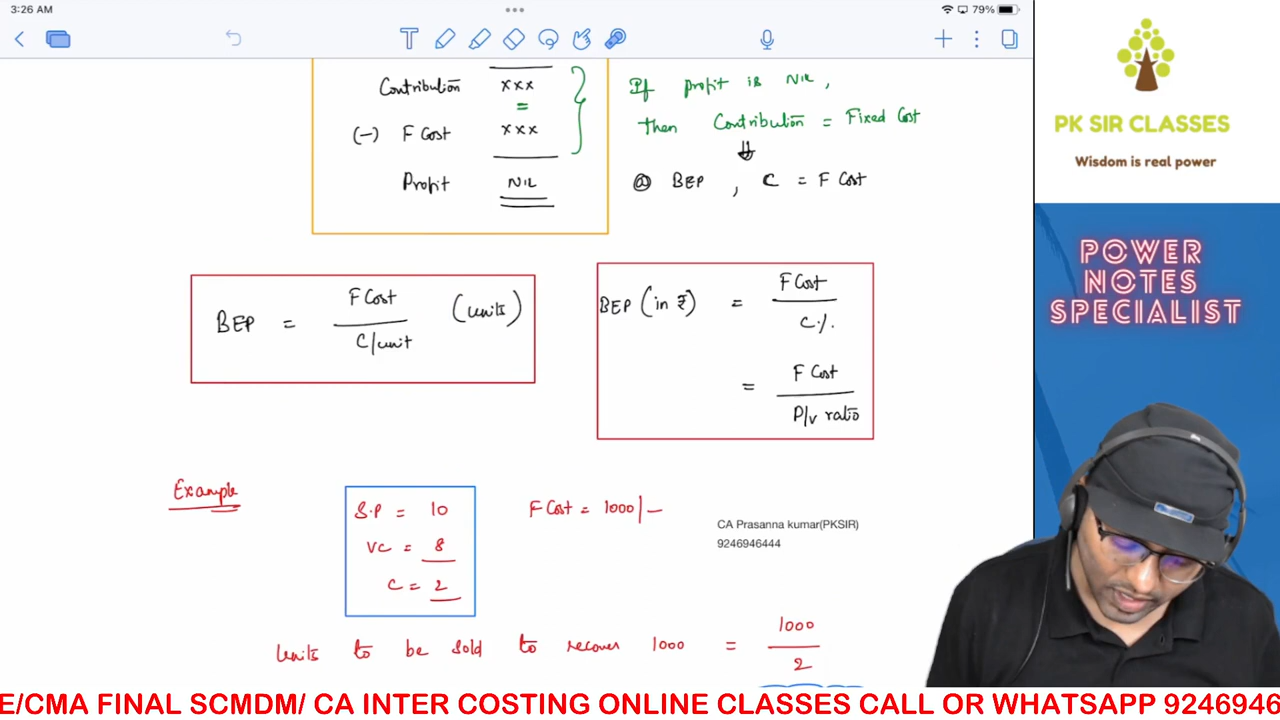 3:26 AM
79%
Contribution xxx
=
(-) F Cost xxx
Profit NIL
If Profit is NIL,
then Contribution = Fixed Cost
⇓
@ BEP, C = F Cost
BEP = F Cost / C/unit (units)
BEP (in ₹) = F Cost / C%.
= F Cost / P/V ratio
Example
S.P = 10
VC = 8
C = 2
F Cost = 1000/-
CA Prasanna kumar(PKSIR)
9246946444
Units to be sold to recover 1000 = 1000 / 2
PK SIR CLASSES
Wisdom is real power
POWER
NOTES
SPECIALIST
E/CMA FINAL SCMDM/ CA INTER COSTING ONLINE CLASSES CALL OR WHATSAPP 9246946